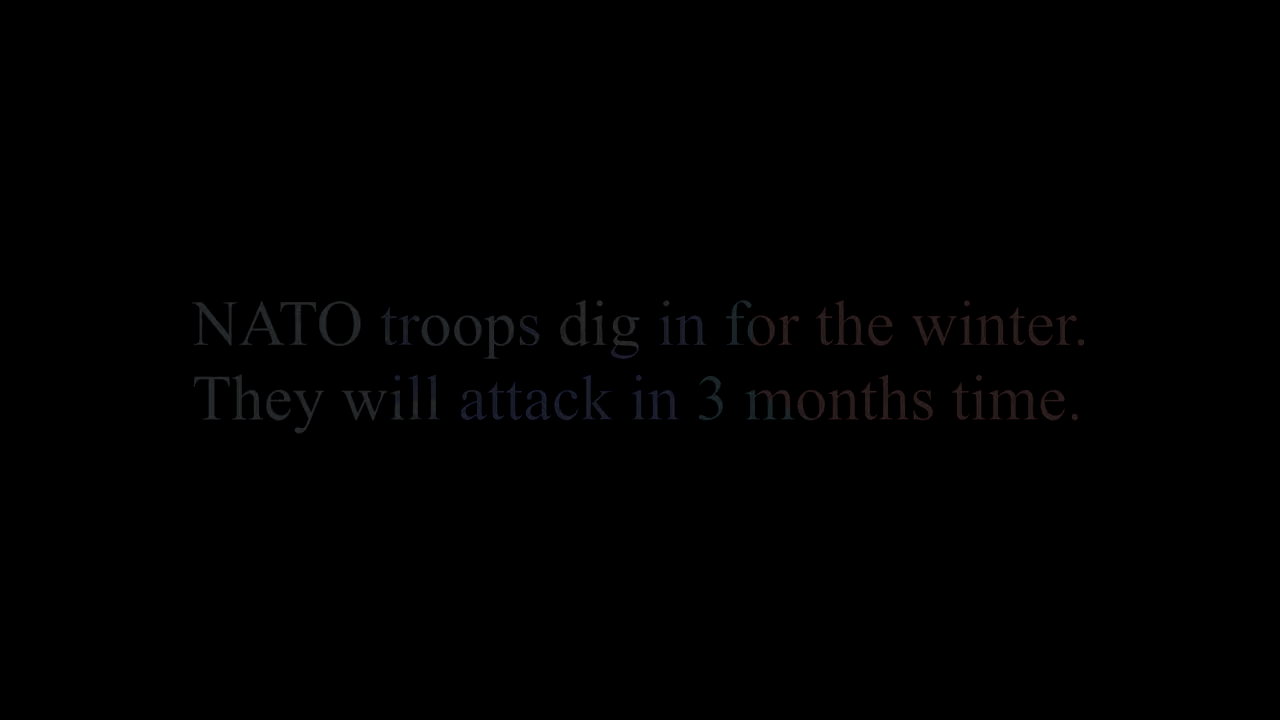 NATO troops dig in for the winter.
They will attack in 3 months time.